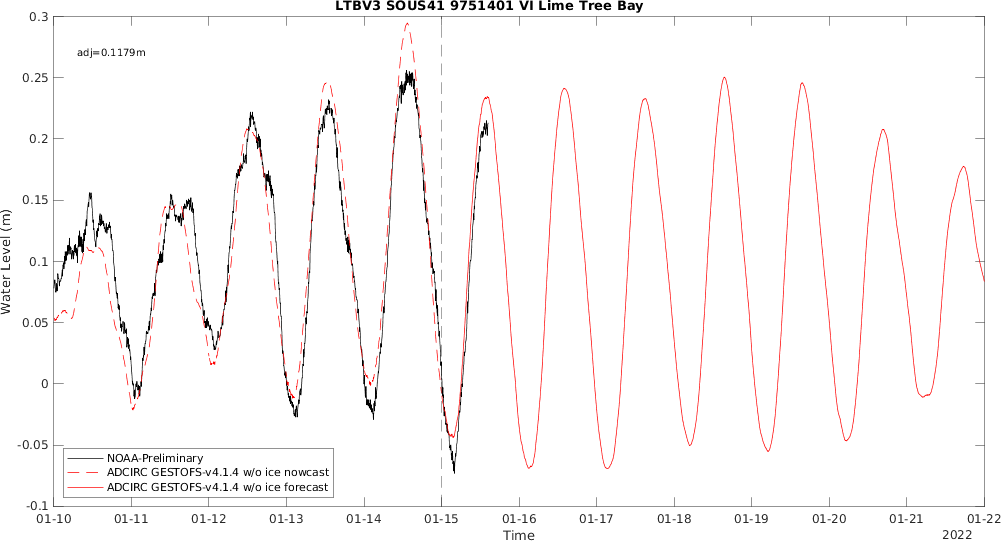 LTBV3 SOUS41 9751401 VI Lime Tree Bay
adj=0.1179m
0.3
0.25
0.2
0.15
0.1
0.05
0
-0.05
-0.1
Water Level (m)
NOAA-Preliminary
ADCIRC GESTOFS-v4.1.4 w/o ice nowcast
ADCIRC GESTOFS-v4.1.4 w/o ice forecast
01-10 01-11 01-12 01-13 01-14 01-15 01-16 01-17 01-18 01-19 01-20 01-21 01-22
Time
2022